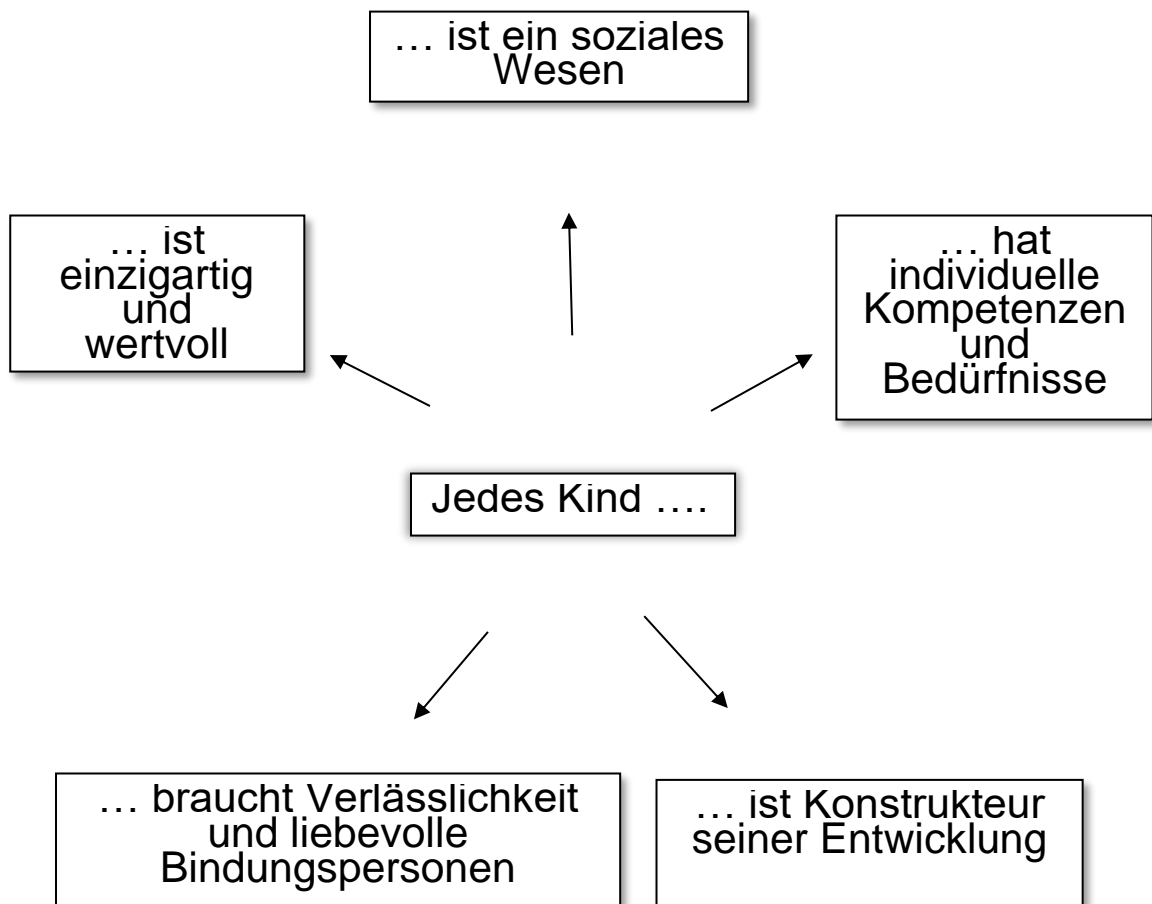 … ist ein soziales
Wesen
… ist
einzigartig
und
wertvoll
… hat
individuelle
Kompetenzen
und
Bedürfnisse
Jedes Kind ….
… braucht Verlässlichkeit
und liebevolle
Bindungspersonen
… ist Konstrukteur
seiner Entwicklung